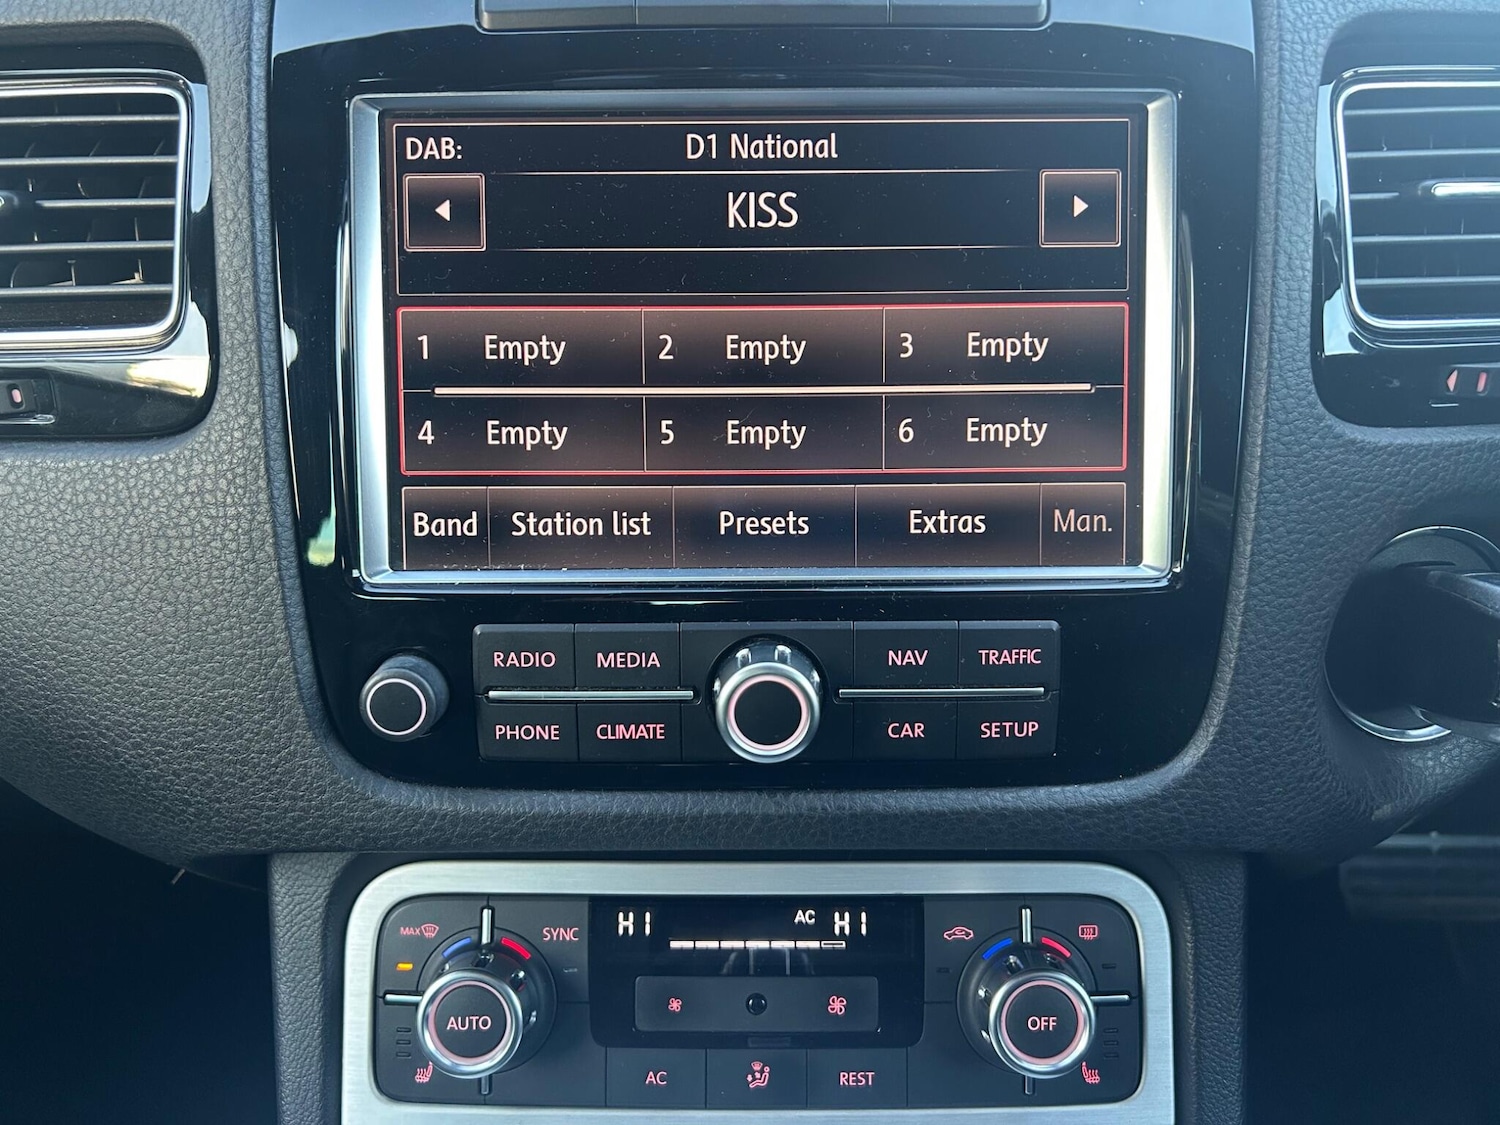 DAB: D1 National
KISS
1 Empty 2 Empty 3 Empty
4 Empty 5 Empty 6 Empty
Band Station list Presets Extras Man.
RADIO MEDIA NAV TRAFFIC
PHONE CLIMATE CAR SETUP
MAX SYNC HI AC HI
AUTO OFF
AC REST